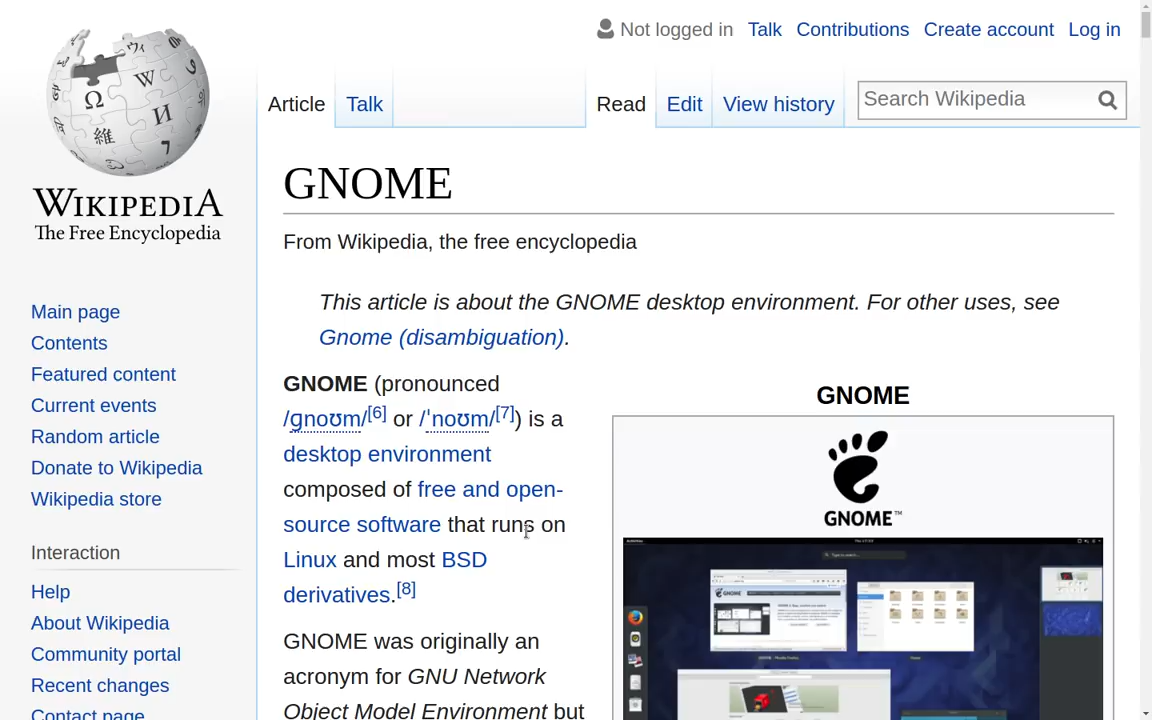 Not logged in Talk Contributions Create account Log in
Article Talk Read Edit View history Search Wikipedia
WIKIPEDIA
The Free Encyclopedia
Main page
Contents
Featured content
Current events
Random article
Donate to Wikipedia
Wikipedia store
Interaction
Help
About Wikipedia
Community portal
Recent changes
Contact page
GNOME
From Wikipedia, the free encyclopedia
This article is about the GNOME desktop environment. For other uses, see
Gnome (disambiguation).
GNOME (pronounced
/ɡnoʊm/[6] or /ˈnoʊm/[7]) is a
desktop environment
composed of free and open-
source software that runs on
Linux and most BSD
derivatives.[8]
GNOME was originally an
acronym for GNU Network
Object Model Environment but
GNOME
GNOME™